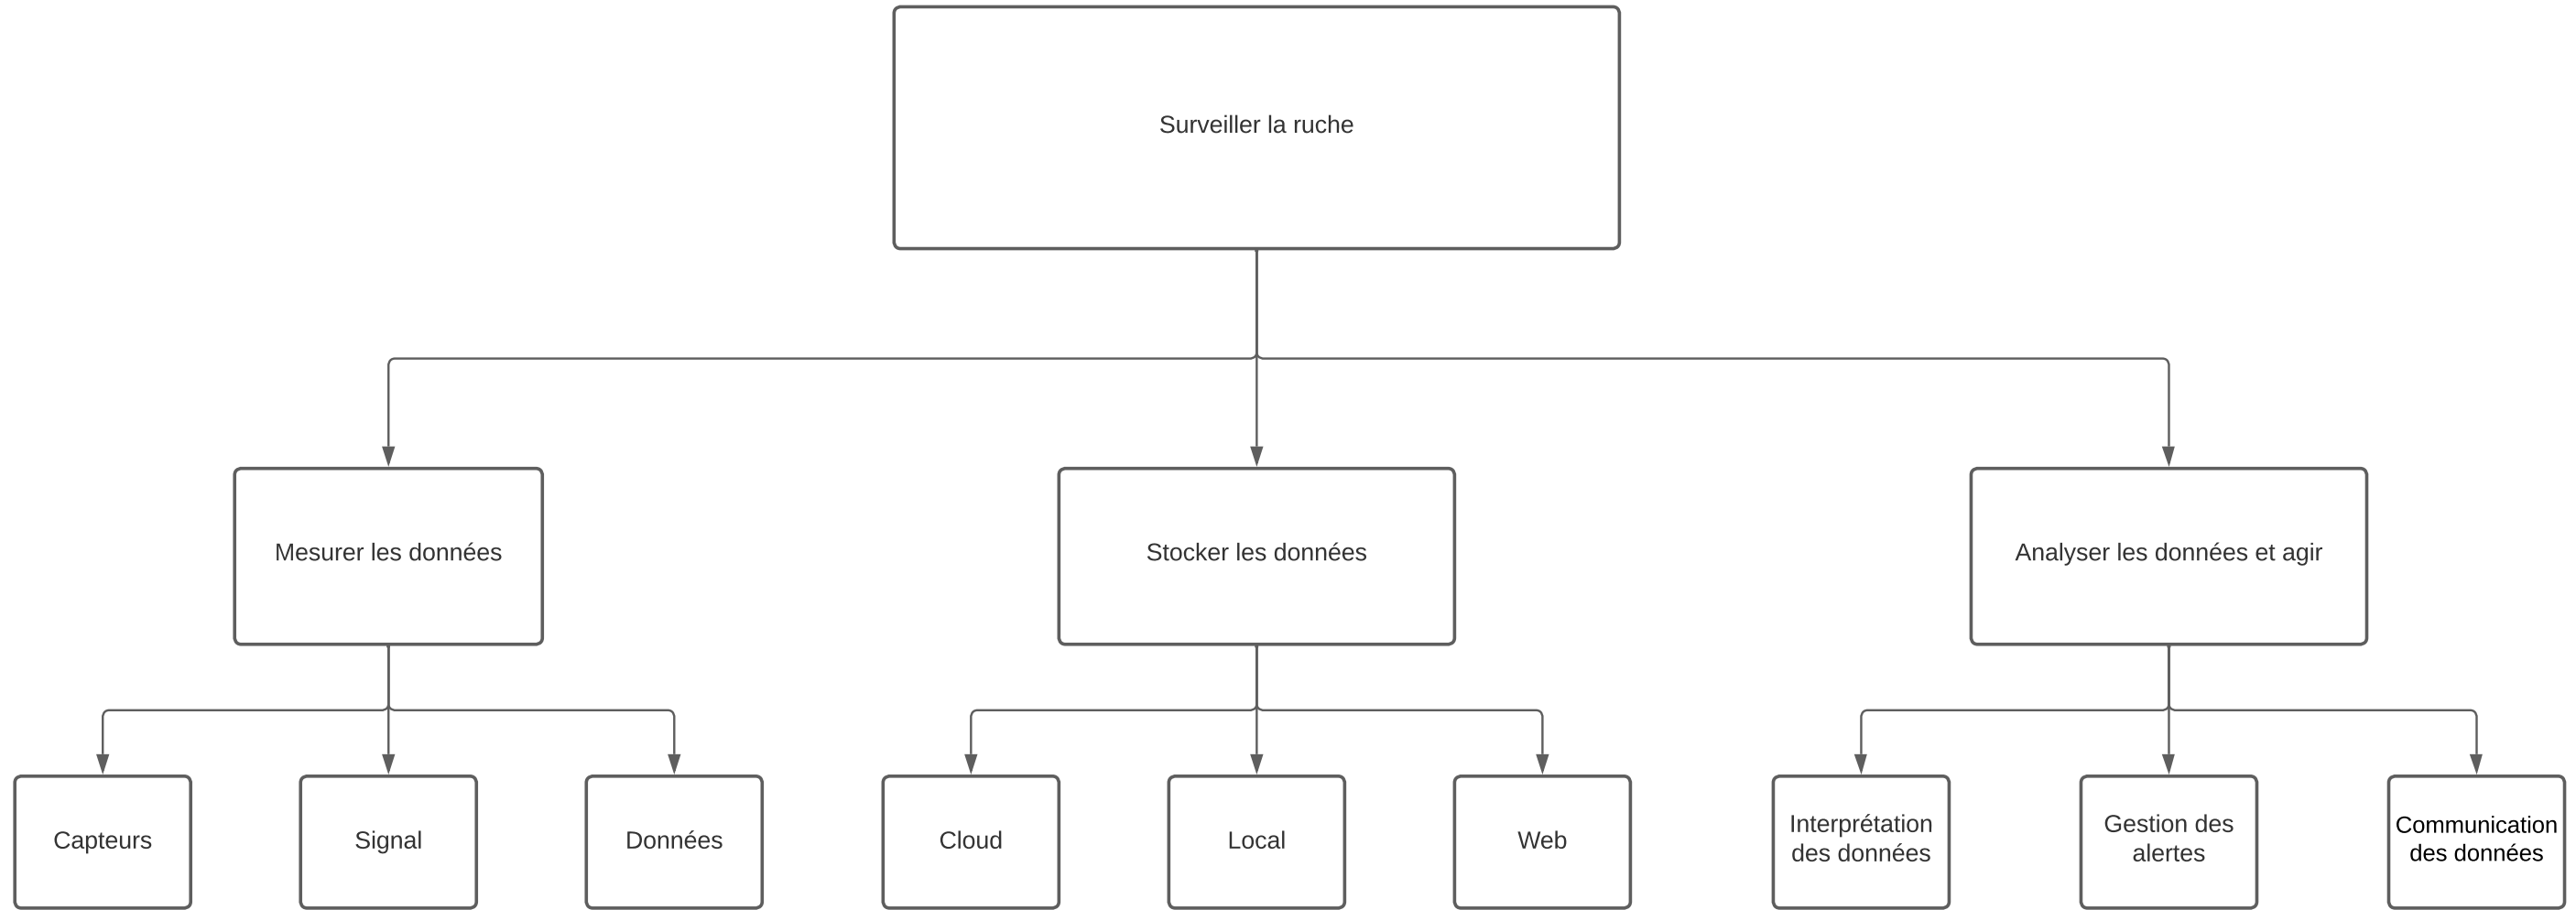 Surveiller la ruche
Mesurer les données
Stocker les données
Analyser les données et agir
Capteurs
Signal
Données
Cloud
Local
Web
Interprétation
des données
Gestion des
alertes
Communication
des données